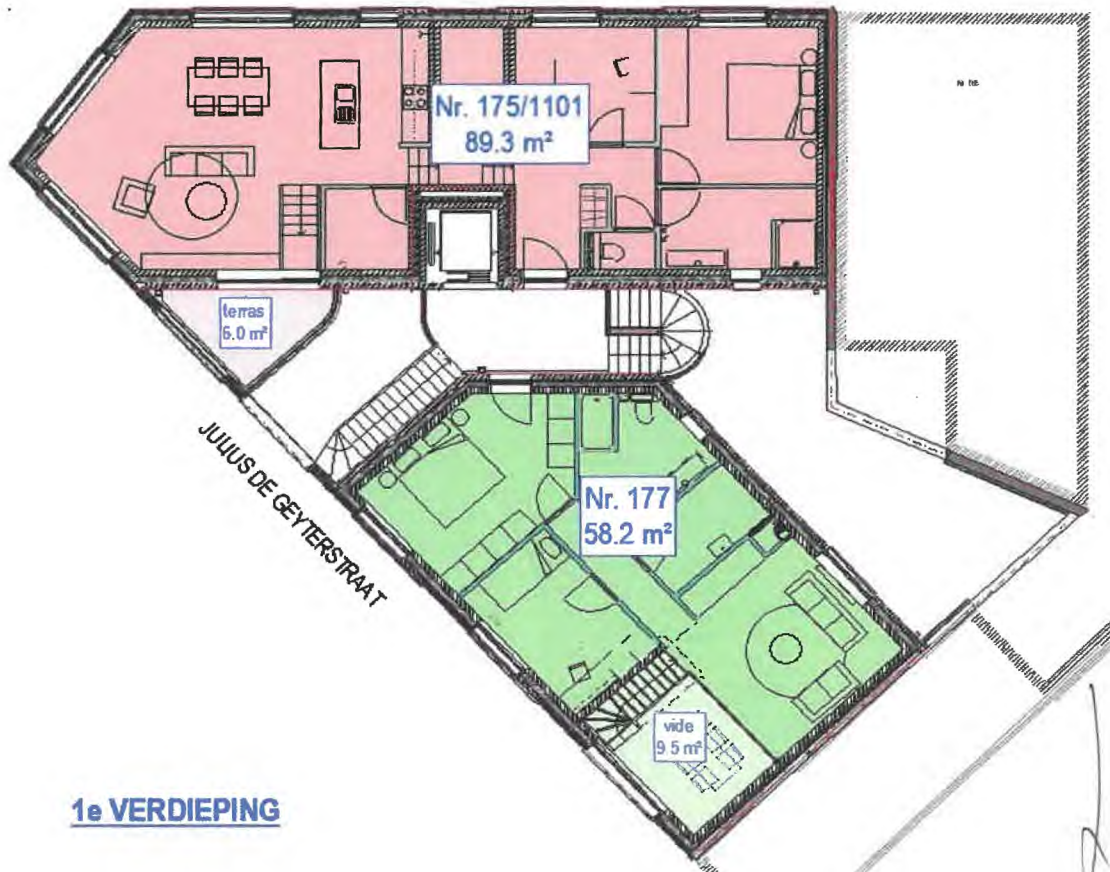 Nr. 175/1101
89.3 m²
terras
6.0 m²
JULIUS DE GEYTERSTRAAT
Nr. 177
58.2 m²
vide
9.5 m²
1e VERDIEPING